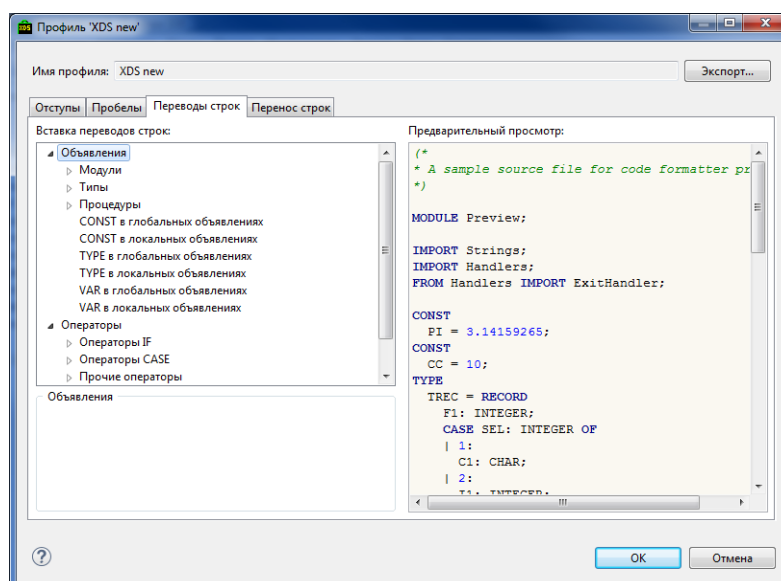 XDS Профиль 'XDS new'
Имя профиля: XDS new Экспорт...
Отступы Пробелы Переводы строк Перенос строк
Вставка переводов строк:
Объявления
Модули
Типы
Процедуры
CONST в глобальных объявлениях
CONST в локальных объявлениях
TYPE в глобальных объявлениях
TYPE в локальных объявлениях
VAR в глобальных объявлениях
VAR в локальных объявлениях
Операторы
Операторы IF
Операторы CASE
Прочие операторы
Объявления
Предварительный просмотр:
(*
* A sample source file for code formatter pr
*)
MODULE Preview;
IMPORT Strings;
IMPORT Handlers;
FROM Handlers IMPORT ExitHandler;
CONST
PI = 3.14159265;
CONST
CC = 10;
TYPE
TREC = RECORD
F1: INTEGER;
CASE SEL: INTEGER OF
| 1:
C1: CHAR;
| 2:
I1: INTEGER;
? OK Отмена